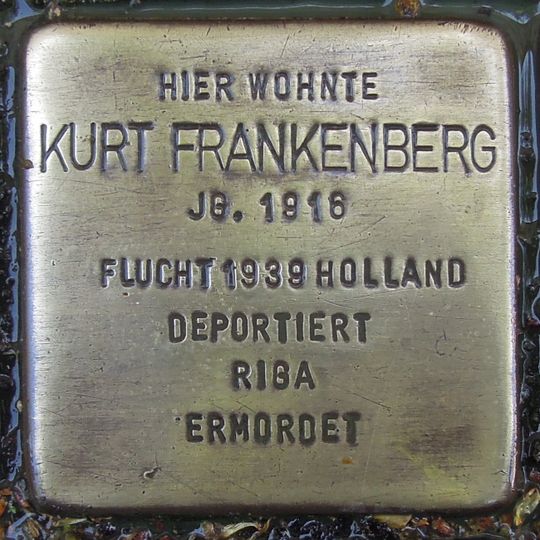 HIER WOHNTE
KURT FRANKENBERG
JG. 1916
FLUCHT 1939 HOLLAND
DEPORTIERT
RIGA
ERMORDET